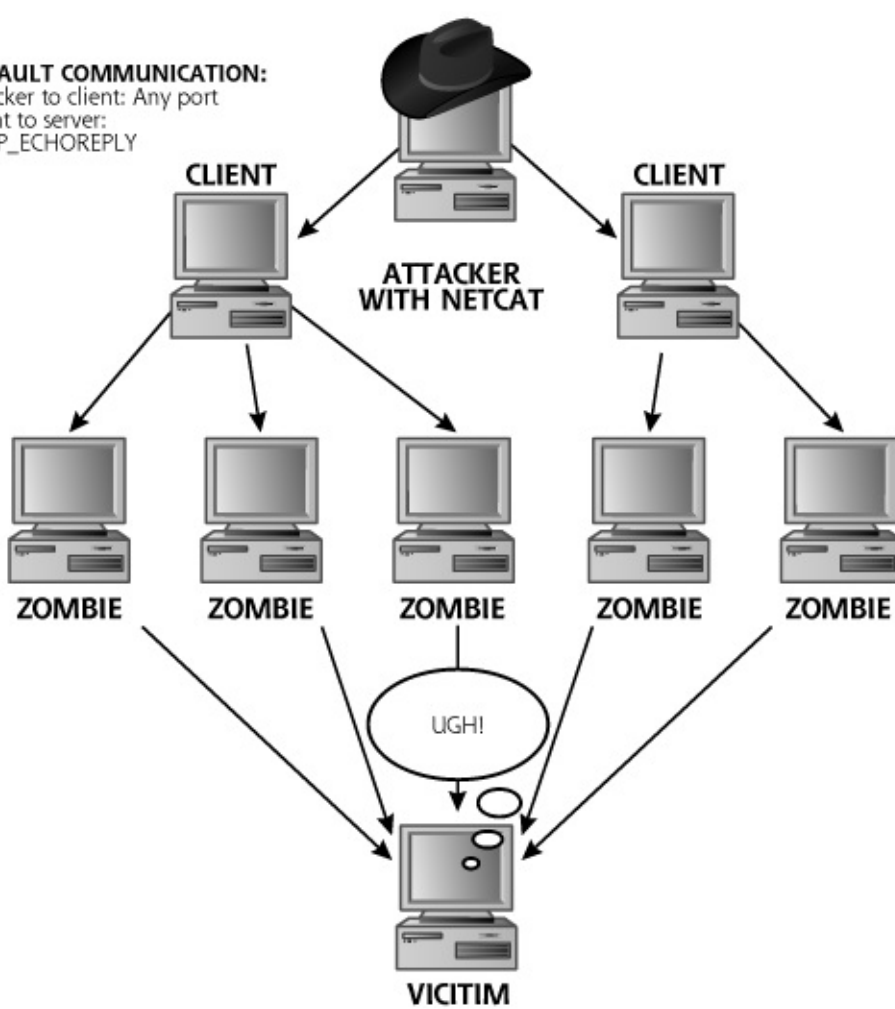 AULT COMMUNICATION:
cker to client: Any port
nt to server:
P_ECHOREPLY
CLIENT
CLIENT
ATTACKER
WITH NETCAT
ZOMBIE
ZOMBIE
ZOMBIE
ZOMBIE
ZOMBIE
UGH!
VICITIM